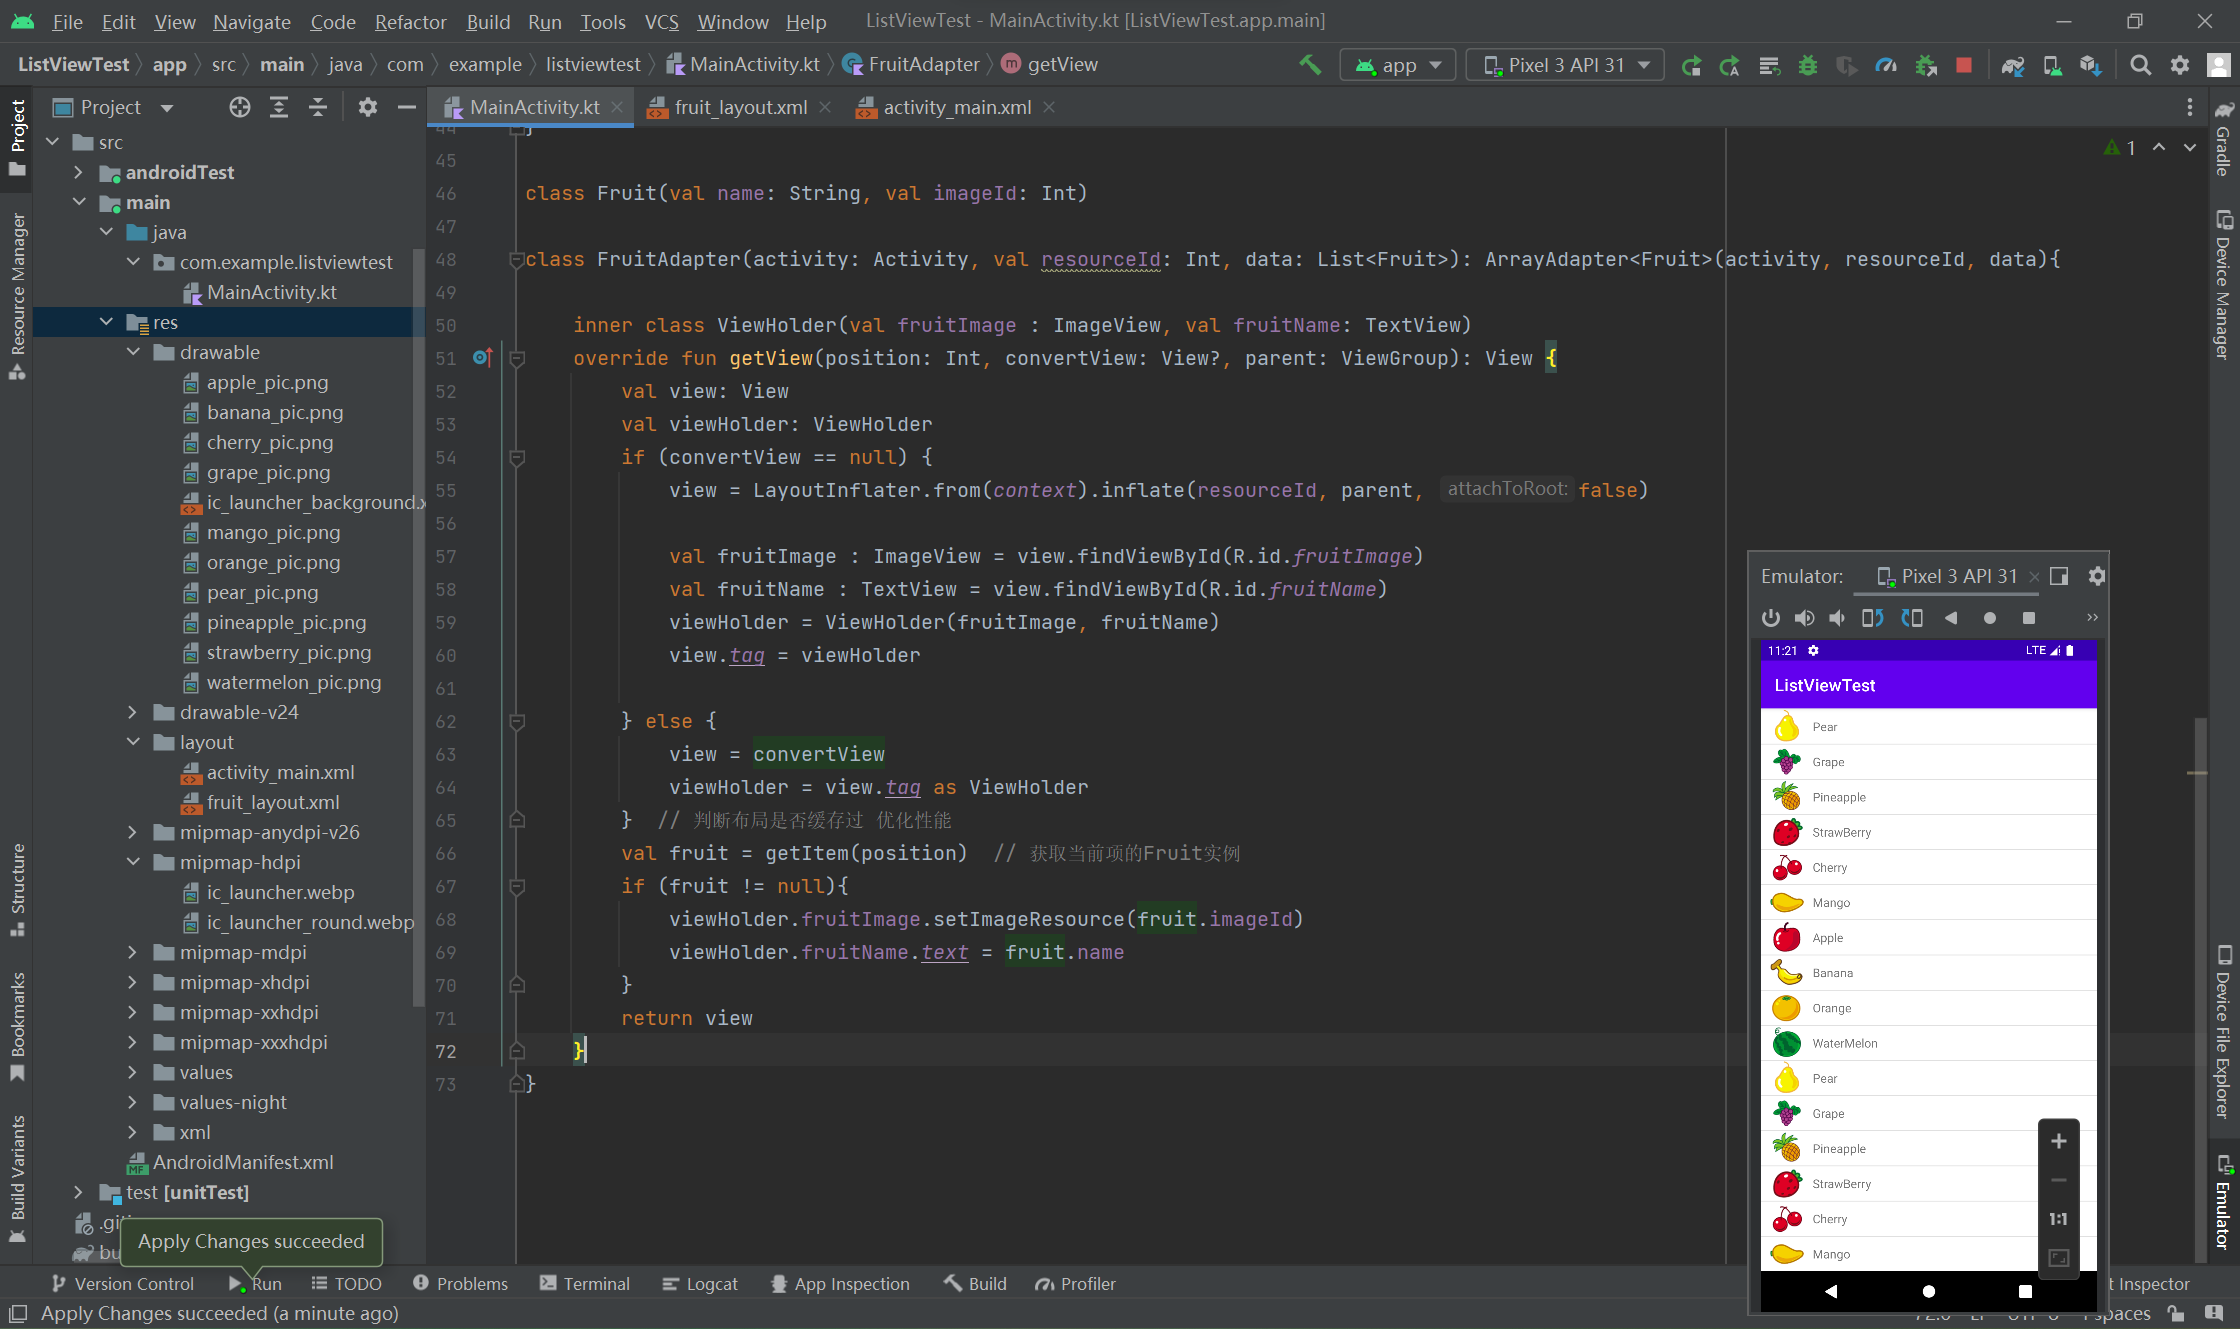 File Edit View Navigate Code Refactor Build Run Tools VCS Window Help ListViewTest - MainActivity.kt [ListViewTest.app.main]
ListViewTest app src main java com example listviewtest MainActivity.kt FruitAdapter getView app Pixel 3 API 31
Project
MainActivity.kt fruit_layout.xml activity_main.xml
Project
Resource Manager
Structure
Bookmarks
Build Variants
src
androidTest
main
java
com.example.listviewtest
MainActivity.kt
res
drawable
apple_pic.png
banana_pic.png
cherry_pic.png
grape_pic.png
ic_launcher_background.x
mango_pic.png
orange_pic.png
pear_pic.png
pineapple_pic.png
strawberry_pic.png
watermelon_pic.png
drawable-v24
layout
activity_main.xml
fruit_layout.xml
mipmap-anydpi-v26
mipmap-hdpi
ic_launcher.webp
ic_launcher_round.webp
mipmap-mdpi
mipmap-xhdpi
mipmap-xxhdpi
mipmap-xxxhdpi
values
values-night
xml
AndroidManifest.xml
test [unitTest]
.gi
bu
Apply Changes succeeded
1
44 }
45
46 class Fruit(val name: String, val imageId: Int)
47
48 class FruitAdapter(activity: Activity, val resourceId: Int, data: List<Fruit>): ArrayAdapter<Fruit>(activity, resourceId, data){
49
50 inner class ViewHolder(val fruitImage : ImageView, val fruitName: TextView)
51 override fun getView(position: Int, convertView: View?, parent: ViewGroup): View {
52 val view: View
53 val viewHolder: ViewHolder
54 if (convertView == null) {
55 view = LayoutInflater.from(context).inflate(resourceId, parent, attachToRoot: false)
56
57 val fruitImage : ImageView = view.findViewById(R.id.fruitImage)
58 val fruitName : TextView = view.findViewById(R.id.fruitName)
59 viewHolder = ViewHolder(fruitImage, fruitName)
60 view.tag = viewHolder
61
62 } else {
63 view = convertView
64 viewHolder = view.tag as ViewHolder
65 } // 判断布局是否缓存过 优化性能
66 val fruit = getItem(position) // 获取当前项的Fruit实例
67 if (fruit != null){
68 viewHolder.fruitImage.setImageResource(fruit.imageId)
69 viewHolder.fruitName.text = fruit.name
70 }
71 return view
72 }
73 }
Emulator: Pixel 3 API 31
11:21 LTE
ListViewTest
Pear
Grape
Pineapple
StrawBerry
Cherry
Mango
Apple
Banana
Orange
WaterMelon
Pear
Grape
Pineapple
StrawBerry
Cherry
Mango
1:1
Gradle
Device Manager
Device File Explorer
Emulator
Version Control Run TODO Problems Terminal Logcat App Inspection Build Profiler t Inspector
Apply Changes succeeded (a minute ago) paces